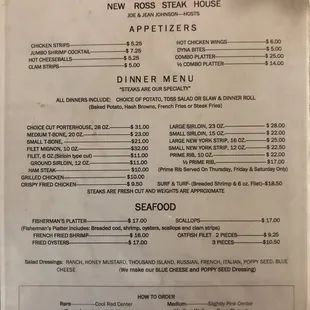 NEW ROSS STEAK HOUSE
JOE & JEAN JOHNSON—HOSTS
APPETIZERS
CHICKEN STRIPS $ 5.25
JUMBO SHRIMP COCKTAIL $ 7.25
HOT CHEESEBALLS $ 5.25
CLAM STRIPS $ 5.00
HOT CHICKEN WINGS $ 6.00
DYNA BITES $ 5.00
COMBO PLATTER $ 25.00
½ COMBO PLATTER $ 14.00
DINNER MENU
"STEAKS ARE OUR SPECIALTY"
ALL DINNERS INCLUDE: CHOICE OF POTATO, TOSS SALAD OR SLAW & DINNER ROLL
(Baked Potato, Hash Browns, French Fries or Steak Fries)
CHOICE CUT PORTERHOUSE, 28 OZ. $ 31.00
MEDIUM T-BONE, 20 OZ. $ 23.00
SMALL T-BONE, $21.00
FILET MIGNON, 10 OZ. $32.00
FILET, 6 OZ. (Sirloin type cut) $11.00
GROUND SIRLOIN, 12 OZ. $11.00
HAM STEAK $10.00
GRILLED CHICKEN $10.00
CRISPY FRIED CHICKEN $ 9.50
LARGE SIRLOIN, 23 OZ. $ 28.00
SMALL SIRLOIN, 15 OZ. $ 22.00
LARGE NEW YORK STRIP, 16 OZ. $ 25.00
SMALL NEW YORK STRIP, 12 OZ. $ 22.50
PRIME RIB, 10 OZ. $ 22.00
½ PRIME RIB, $17.00
(Prime Rib Served On Thursday, Friday & Saturday Only)
SURF & TURF- (Breaded Shrimp & 6 oz. Filet)-$18.50
STEAKS ARE FRESH CUT AND WEIGHTS ARE APPROXIMATE
SEAFOOD
FISHERMAN'S PLATTER $ 17.00
SCALLOPS $ 17.00
(Fisherman's Platter includes: Breaded cod, shrimp, oysters, scallops and clam strips)
FRENCH FRIED SHRIMP $ 16.00
FRIED OYSTERS $ 17.00
CATFISH FILET 2 PIECES $ 9.25
3 PIECES $10.50
Salad Dressings: RANCH, HONEY MUSTARD, THOUSAND ISLAND, RUSSIAN, FRENCH, ITALIAN, POPPY SEED, BLUE
CHEESE (We make our BLUE CHEESE and POPPY SEED Dressing)
HOW TO ORDER
Rare Cool Red Center
Medium Slightly Pink Center